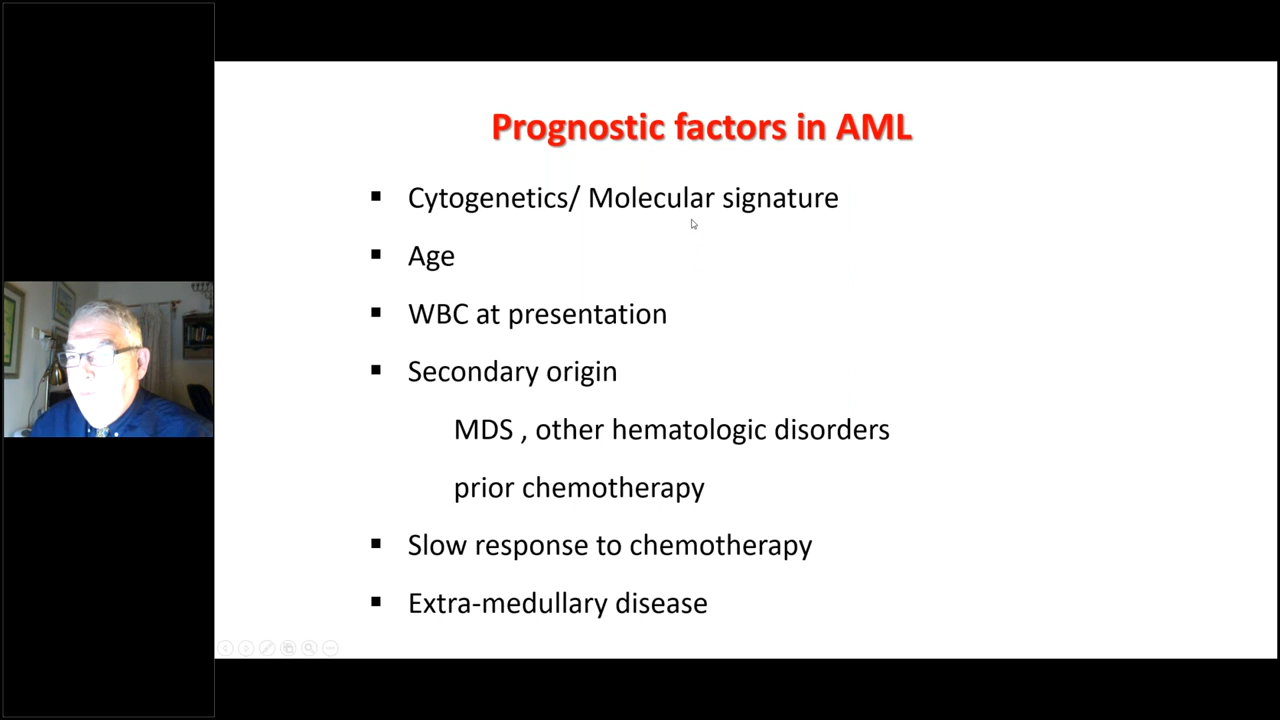 Prognostic factors in AML
▪ Cytogenetics/ Molecular signature
▪ Age
▪ WBC at presentation
▪ Secondary origin
MDS , other hematologic disorders
prior chemotherapy
▪ Slow response to chemotherapy
▪ Extra-medullary disease